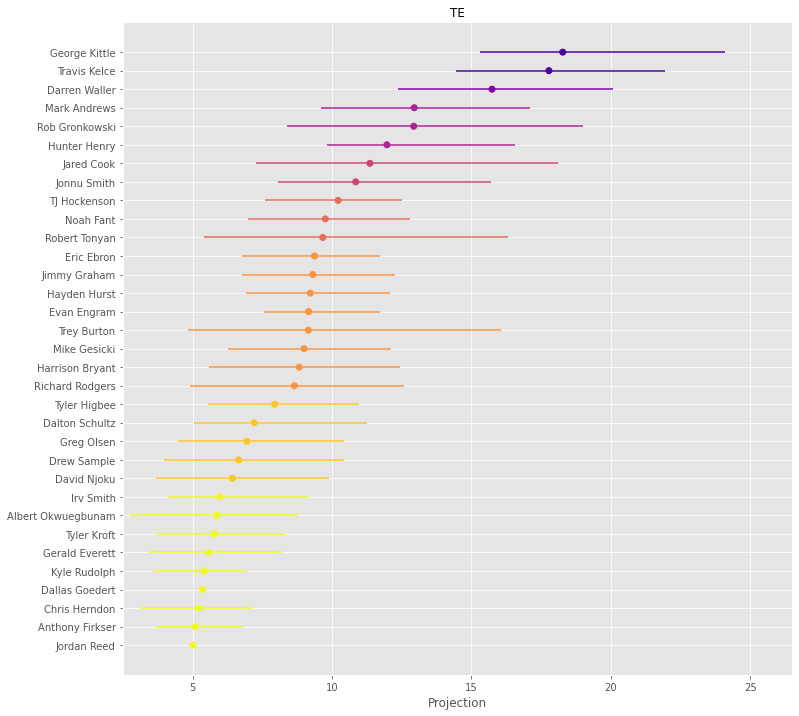 TE
George Kittle
Travis Kelce
Darren Waller
Mark Andrews
Rob Gronkowski
Hunter Henry
Jared Cook
Jonnu Smith
TJ Hockenson
Noah Fant
Robert Tonyan
Eric Ebron
Jimmy Graham
Hayden Hurst
Evan Engram
Trey Burton
Mike Gesicki
Harrison Bryant
Richard Rodgers
Tyler Higbee
Dalton Schultz
Greg Olsen
Drew Sample
David Njoku
Irv Smith
Albert Okwuegbunam
Tyler Kroft
Gerald Everett
Kyle Rudolph
Dallas Goedert
Chris Herndon
Anthony Firkser
Jordan Reed
5 10 15 20 25
Projection